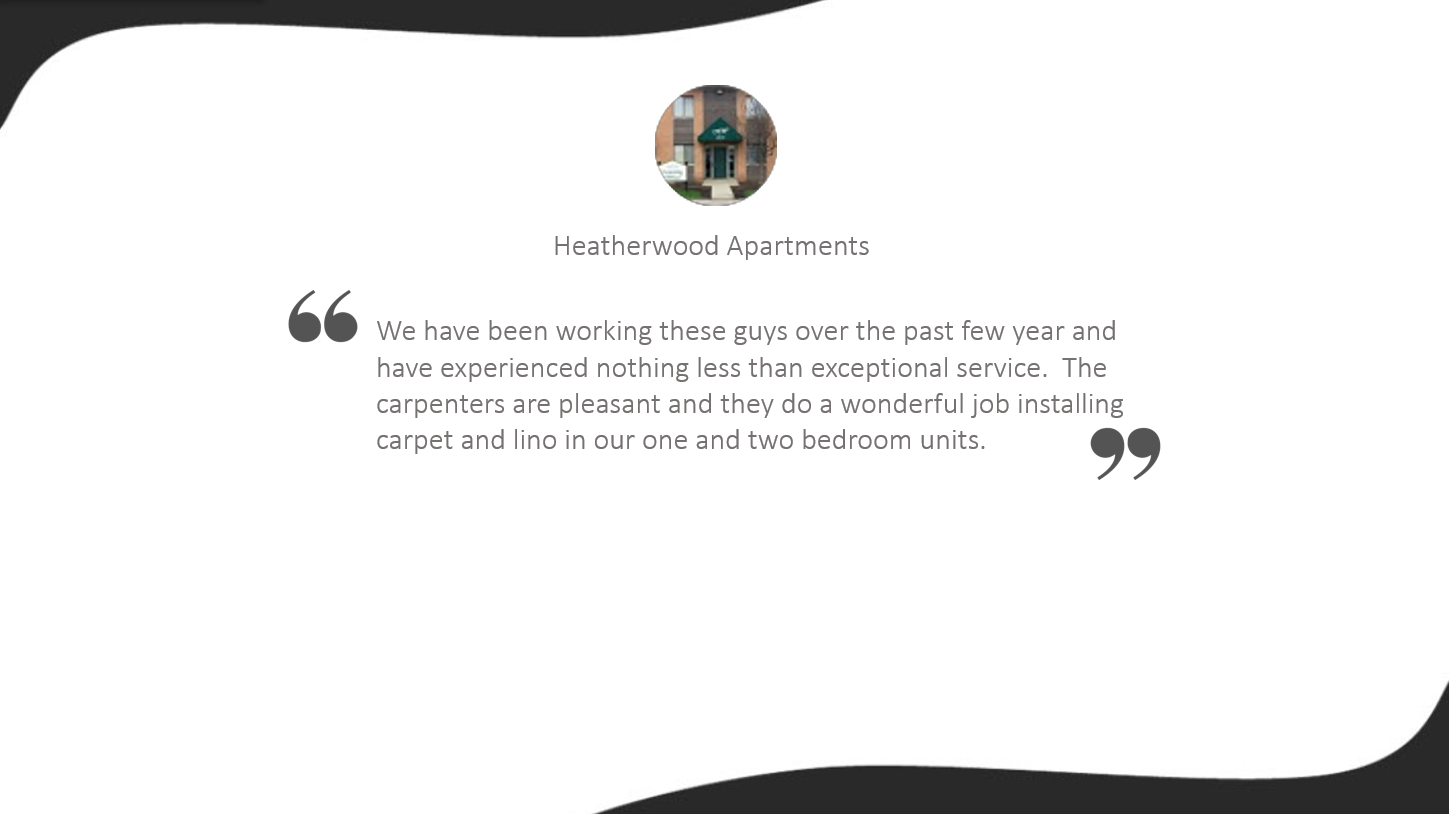 Heatherwood Apartments
“ We have been working these guys over the past few year and
have experienced nothing less than exceptional service.  The
carpenters are pleasant and they do a wonderful job installing
carpet and lino in our one and two bedroom units. ”